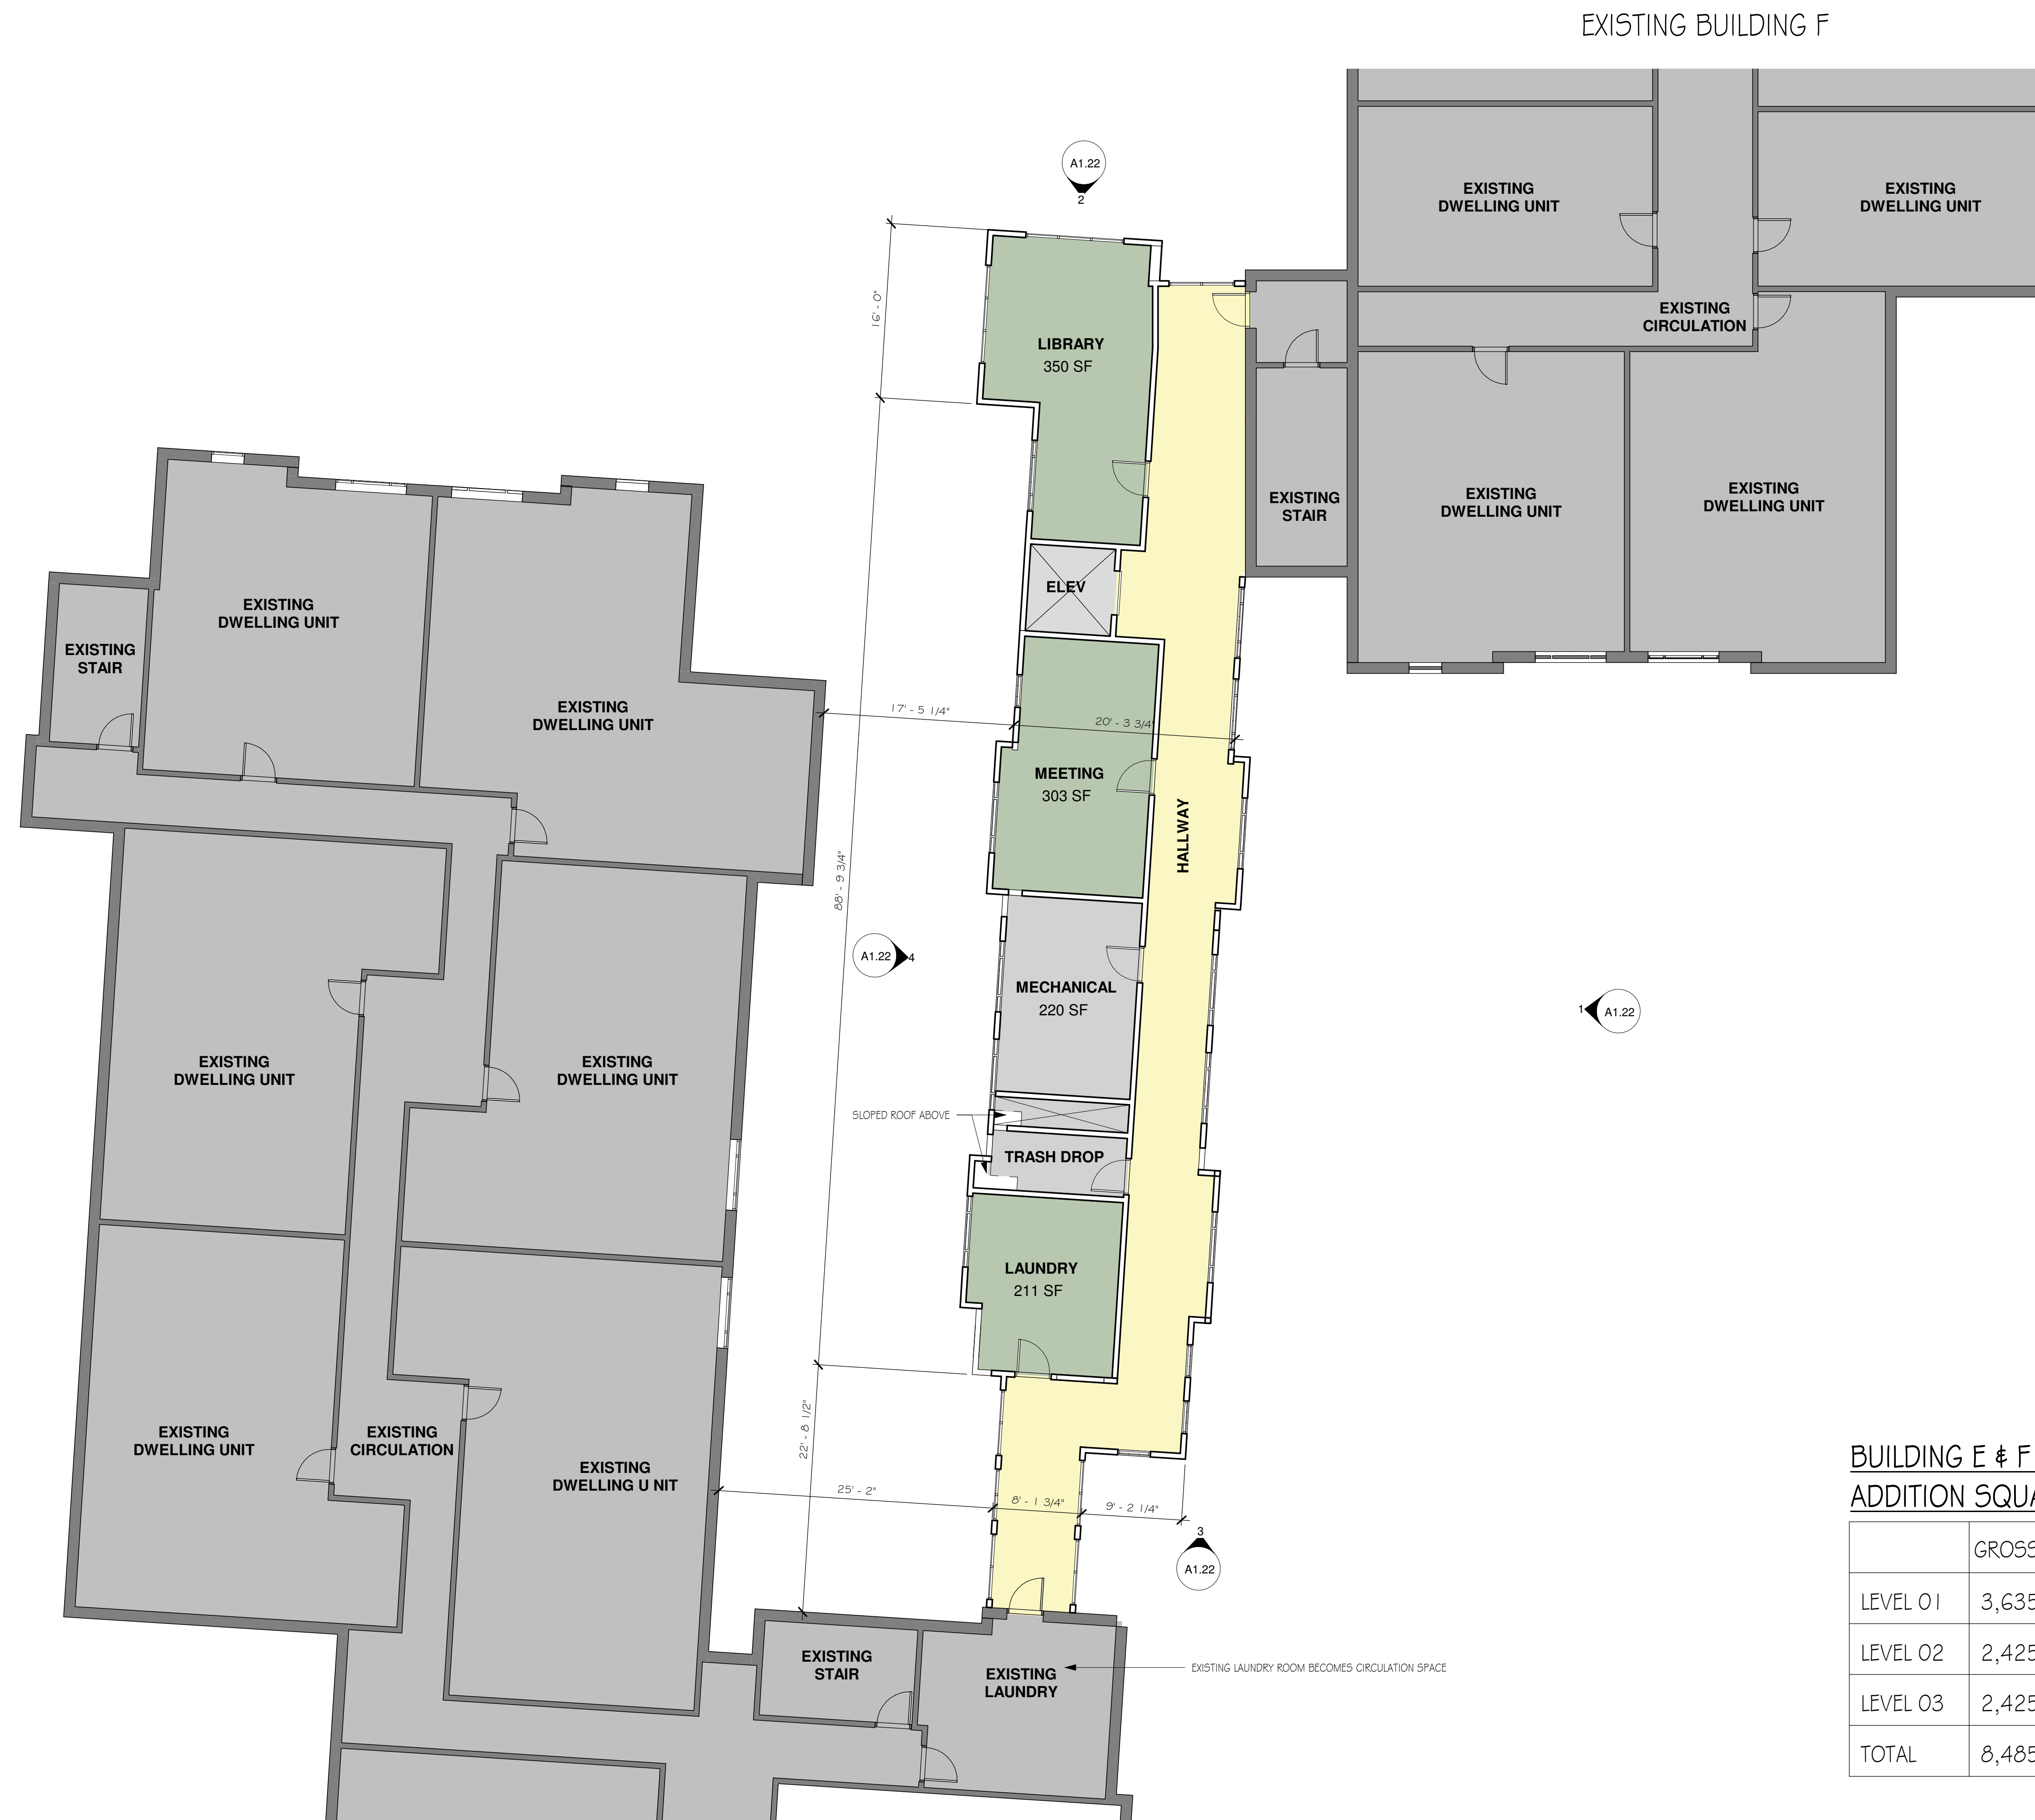 EXISTING BUILDING F
A1.22
2
EXISTING
DWELLING UNIT
EXISTING
DWELLING UNIT
16' - 0"
EXISTING
CIRCULATION
LIBRARY
350 SF
EXISTING
STAIR
EXISTING
DWELLING UNIT
EXISTING
DWELLING UNIT
ELEV
EXISTING
DWELLING UNIT
EXISTING
STAIR
EXISTING
DWELLING UNIT
17' - 5 1/4"
20' - 3 3/4"
MEETING
303 SF
HALLWAY
88' - 9 3/4"
A1.22
4
MECHANICAL
220 SF
1
A1.22
EXISTING
DWELLING UNIT
EXISTING
DWELLING UNIT
SLOPED ROOF ABOVE
TRASH DROP
LAUNDRY
211 SF
EXISTING
DWELLING UNIT
EXISTING
CIRCULATION
22' - 8 1/2"
EXISTING
DWELLING U NIT
25' - 2"
8' - 1 3/4"
9' - 2 1/4"
3
A1.22
EXISTING
STAIR
EXISTING
LAUNDRY
EXISTING LAUNDRY ROOM BECOMES CIRCULATION SPACE
BUILDING E & F
ADDITION SQUA
GROSS
LEVEL 01 3,635
LEVEL 02 2,425
LEVEL 03 2,425
TOTAL 8,485